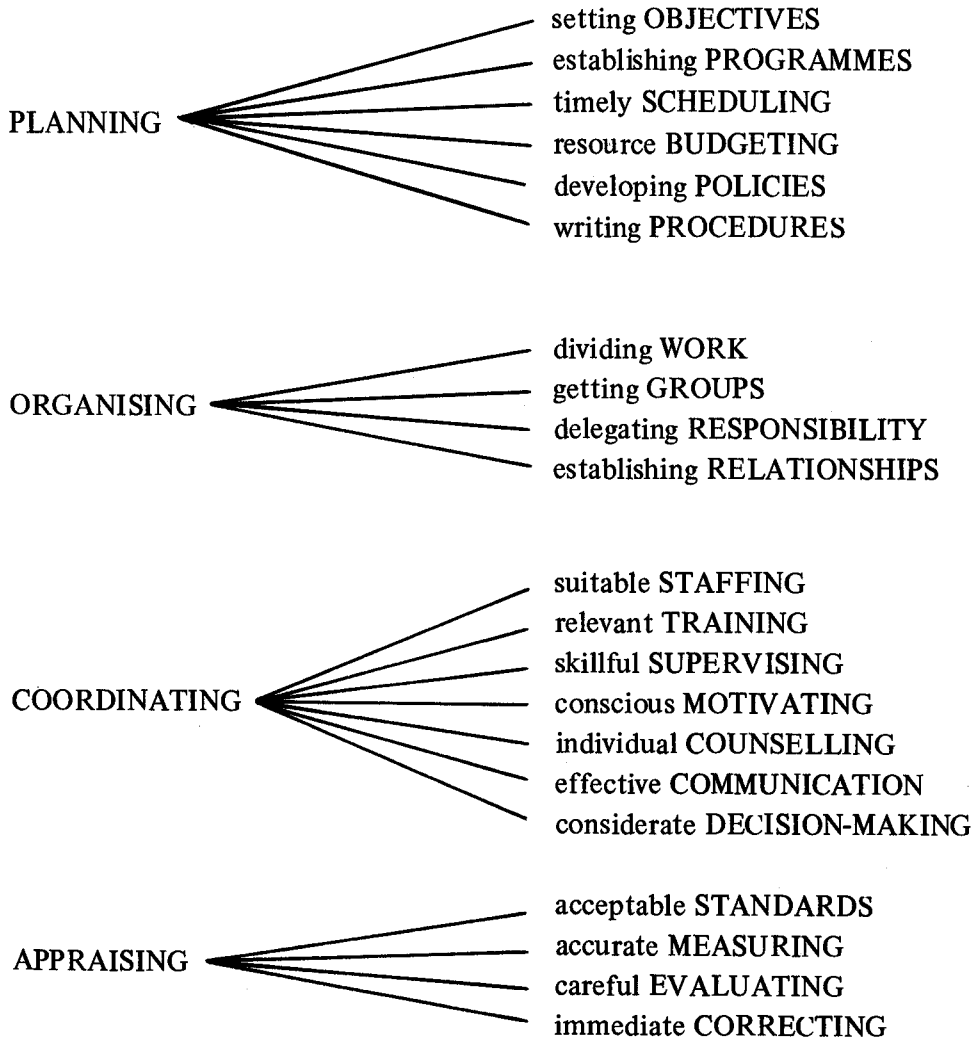 PLANNING
setting OBJECTIVES
establishing PROGRAMMES
timely SCHEDULING
resource BUDGETING
developing POLICIES
writing PROCEDURES
ORGANISING
dividing WORK
getting GROUPS
delegating RESPONSIBILITY
establishing RELATIONSHIPS
COORDINATING
suitable STAFFING
relevant TRAINING
skillful SUPERVISING
conscious MOTIVATING
individual COUNSELLING
effective COMMUNICATION
considerate DECISION-MAKING
APPRAISING
acceptable STANDARDS
accurate MEASURING
careful EVALUATING
immediate CORRECTING